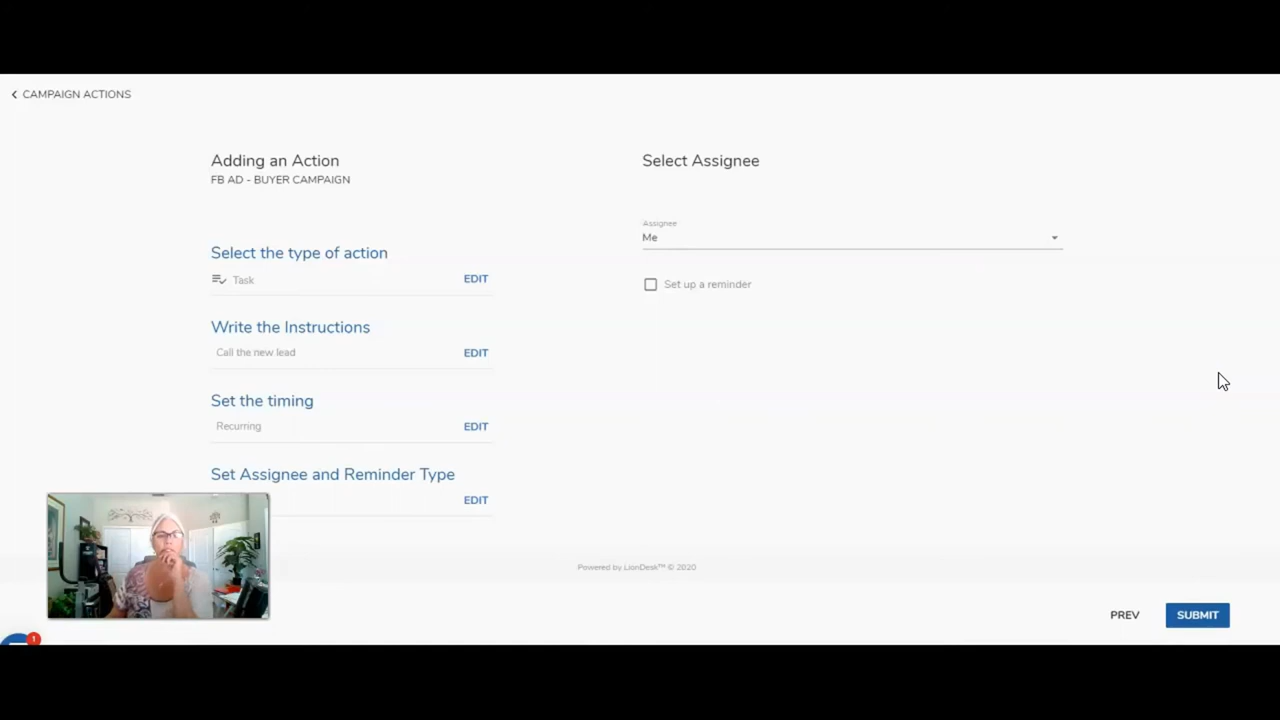 CAMPAIGN ACTIONS
Adding an Action
FB AD - BUYER CAMPAIGN
Select the type of action
Task
EDIT
Write the Instructions
Call the new lead
EDIT
Set the timing
Recurring
EDIT
Set Assignee and Reminder Type
EDIT
Select Assignee
Assignee
Me
Set up a reminder
Powered by LionDesk™ © 2020
PREV
SUBMIT
1